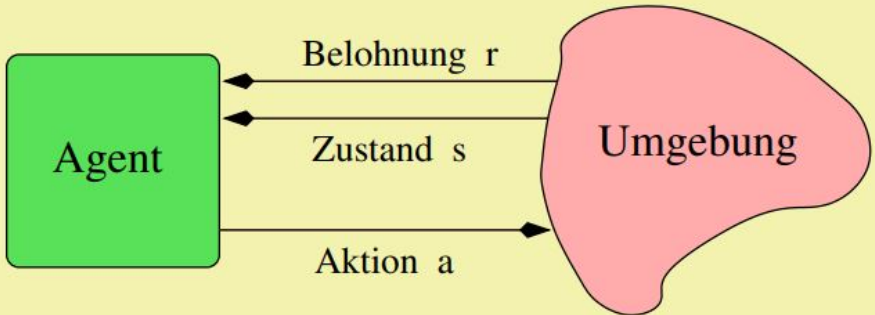 Belohnung r
Agent
Zustand s
Umgebung
Aktion a